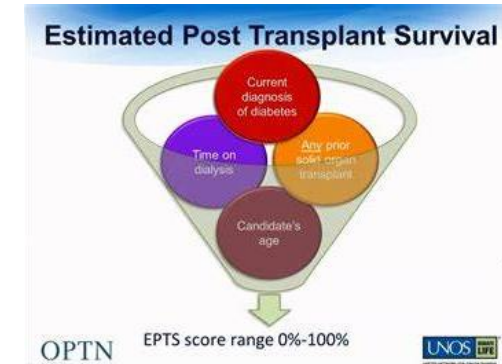 Estimated Post Transplant Survival
Current
diagnosis
of diabetes
Time on
dialysis
Any prior
solid organ
transplant
Candidate's
age
EPTS score range 0%-100%
OPTN
UNOS
LIFE